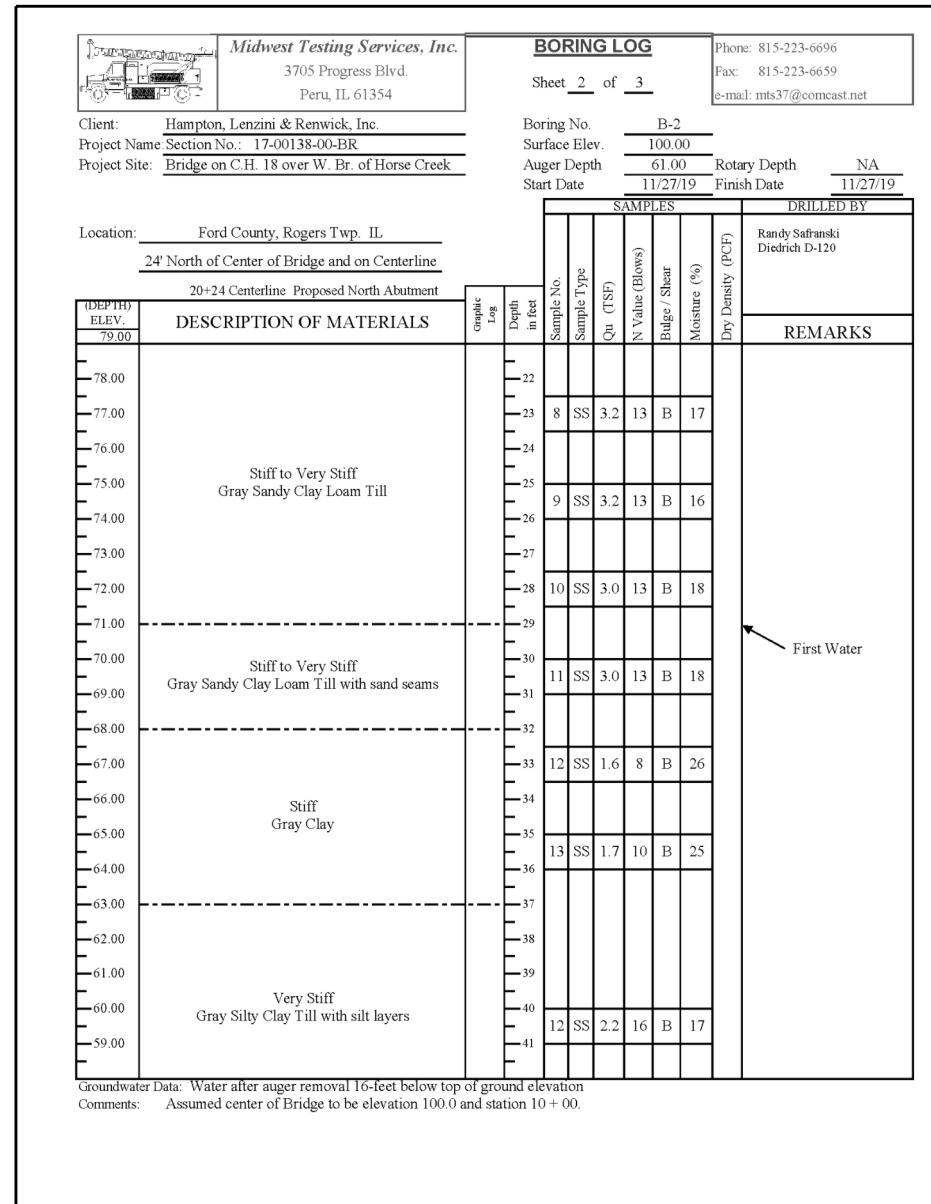 Midwest Testing Services, Inc.
3705 Progress Blvd.
Peru, IL 61354
BORING LOG
Sheet 2 of 3
Phone: 815-223-6696
Fax: 815-223-6659
e-mail: mts37@comcast.net
Client: Hampton, Lenzini & Renwick, Inc.
Project Name: Section No.: 17-00138-00-BR
Project Site: Bridge on C.H. 18 over W. Br. of Horse Creek
Boring No. B-2
Surface Elev. 100.00
Auger Depth 61.00 Rotary Depth NA
Start Date 11/27/19 Finish Date 11/27/19
Location: Ford County, Rogers Twp. IL
24' North of Center of Bridge and on Centerline
20+24 Centerline Proposed North Abutment
SAMPLES
DRILLED BY
Randy Safranski
Diedrich D-120
(DEPTH)
ELEV.
79.00
DESCRIPTION OF MATERIALS
Graphic
Log
Depth
in feet
Sample No.
Sample Type
Qu (TSF)
N Value (Blows)
Bulge / Shear
Moisture (%)
Dry Density (PCF)
REMARKS
78.00 22
77.00 23 8 SS 3.2 13 B 17
76.00 24
Stiff to Very Stiff
75.00 25
Gray Sandy Clay Loam Till
9 SS 3.2 13 B 16
74.00 26
73.00 27
72.00 28 10 SS 3.0 13 B 18
71.00 29
First Water
70.00 30
Stiff to Very Stiff
11 SS 3.0 13 B 18
Gray Sandy Clay Loam Till with sand seams
69.00 31
68.00 32
67.00 33 12 SS 1.6 8 B 26
66.00 34
Stiff
Gray Clay
65.00 35
13 SS 1.7 10 B 25
64.00 36
63.00 37
62.00 38
61.00 39
Very Stiff
60.00 40
Gray Silty Clay Till with silt layers
12 SS 2.2 16 B 17
59.00 41
Groundwater Data: Water after auger removal 16-feet below top of ground elevation
Comments: Assumed center of Bridge to be elevation 100.0 and station 10 + 00.